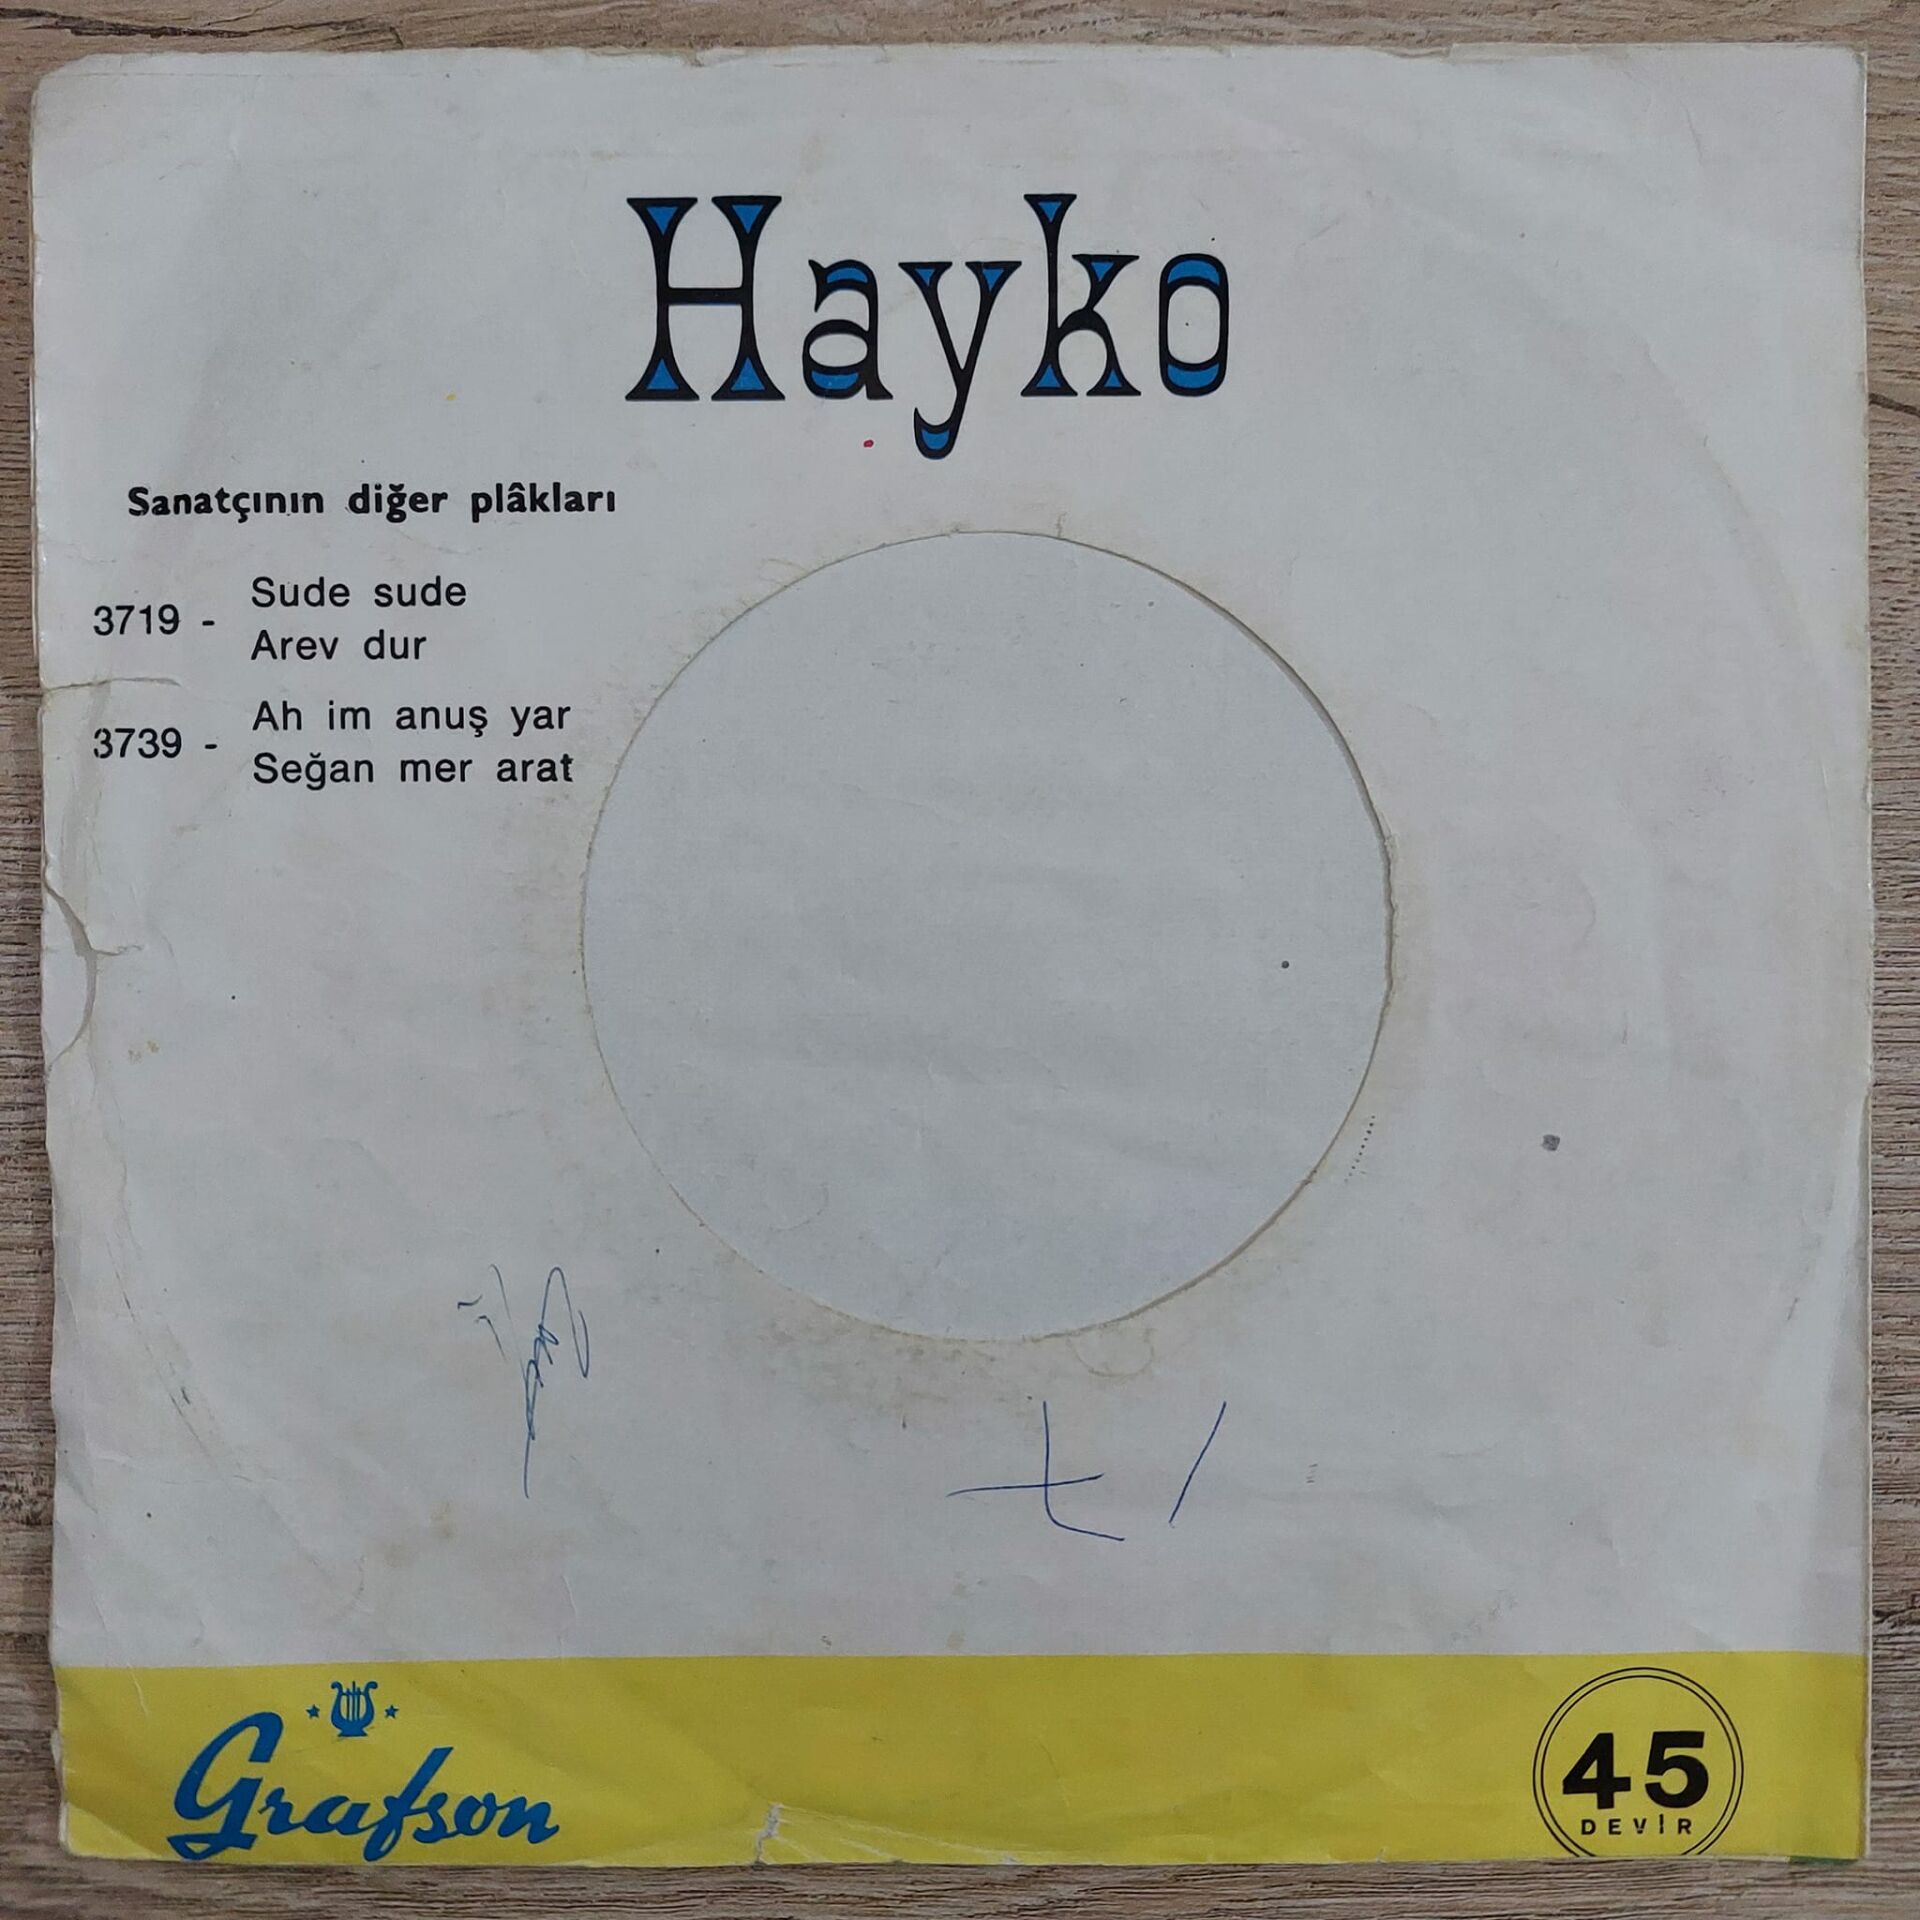 Hayko
Sanatçının diğer plâkları
3719 -
Sude sude
Arev dur
3739 -
Ah im anuş yar
Seğan mer arat
Grafson
45
DEVİR